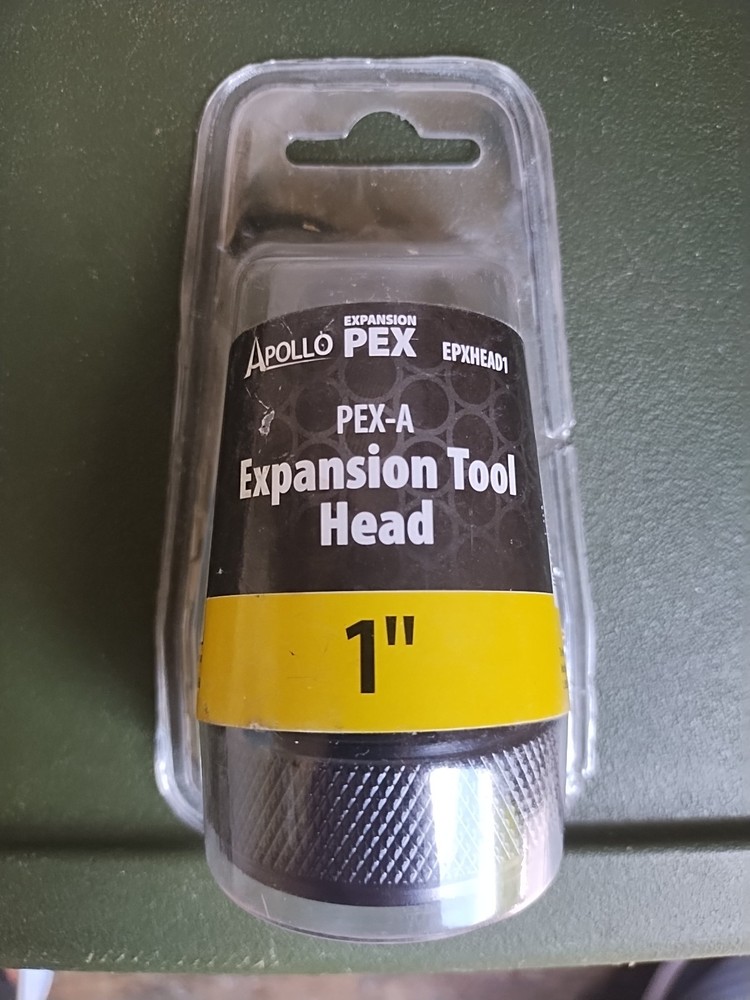 APOLLO EXPANSION PEX EPXHEAD1
PEX-A
Expansion Tool
Head
1"